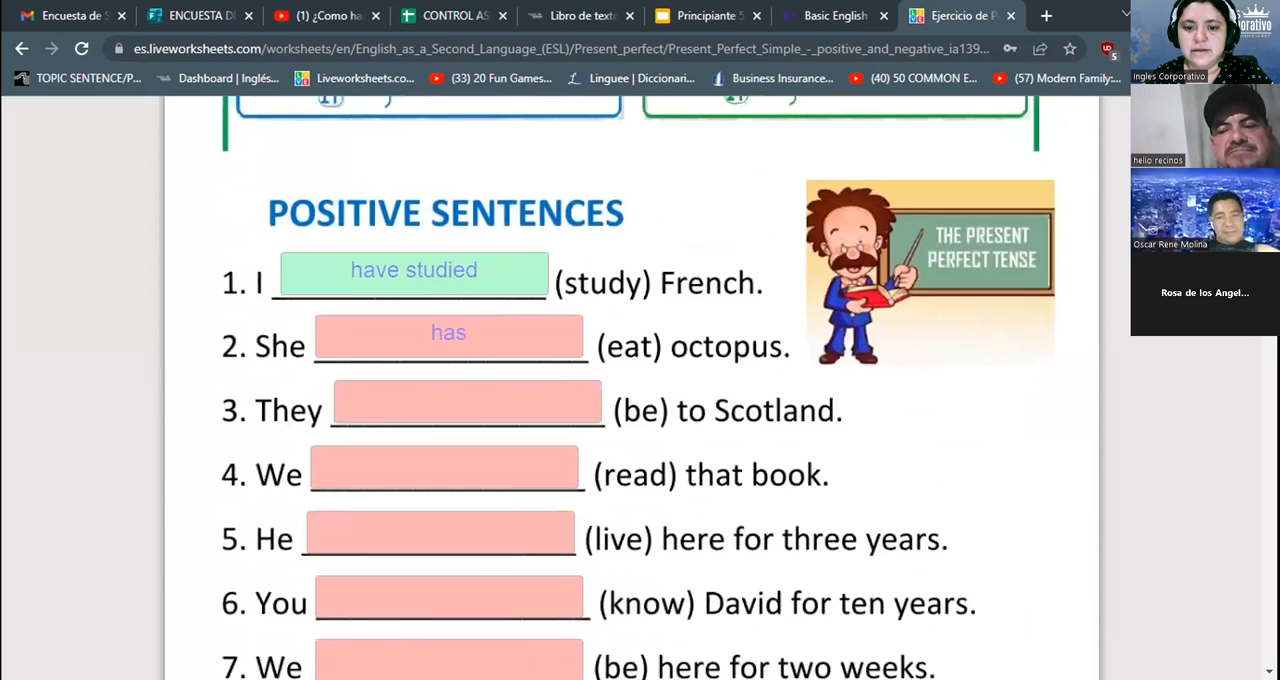 Encuesta de S
ENCUESTA DI
(1) ¿Como ha
CONTROL AS
Libro de texto
Principiante 5
Basic English
Ejercicio de P
es.liveworksheets.com/worksheets/en/English_as_a_Second_Language_(ESL)/Present_perfect/Present_Perfect_Simple_-_positive_and_negative_ia139...
5
TOPIC SENTENCE/P...
Dashboard | Inglés...
Liveworksheets.co...
(33) 20 Fun Games...
Linguee | Diccionari...
Business Insurance...
(40) 50 COMMON E...
(57) Modern Family:...
orporativo
Ingles Corporativo
helio recinos
Oscar Rene Molina
Rosa de los Angel...
POSITIVE SENTENCES
THE PRESENT
PERFECT TENSE
1. I have studied (study) French.
2. She has (eat) octopus.
3. They (be) to Scotland.
4. We (read) that book.
5. He (live) here for three years.
6. You (know) David for ten years.
7. We (be) here for two weeks.